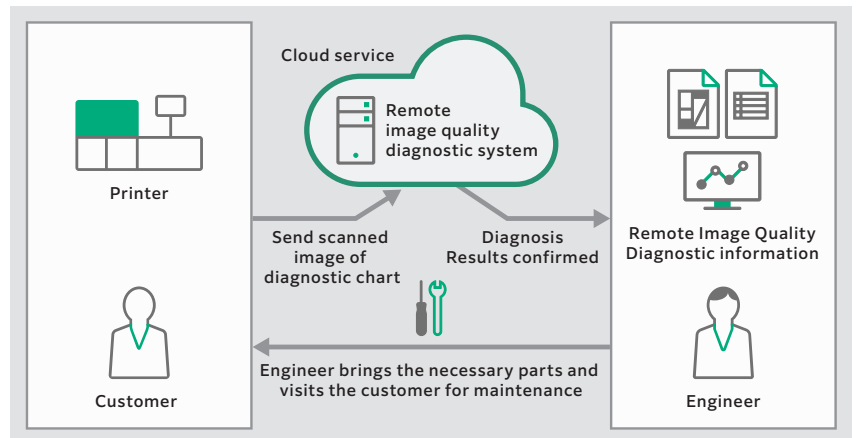 Cloud service
Remote
image quality
diagnostic system
Printer
Send scanned
image of
diagnostic chart
Diagnosis
Results confirmed
Remote Image Quality
Diagnostic information
Engineer brings the necessary parts and
visits the customer for maintenance
Customer
Engineer